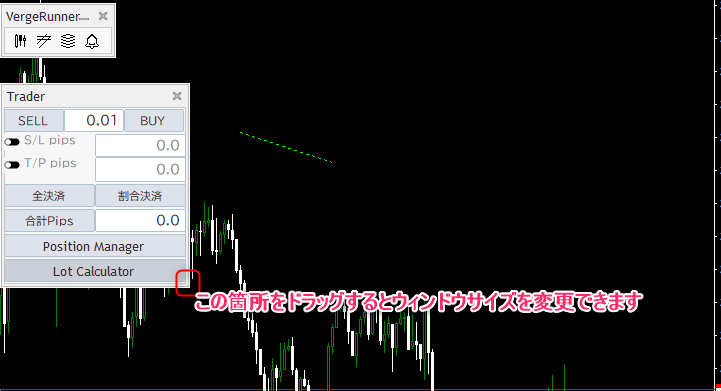 VergeRunner...
Trader
SELL 0.01 BUY
S/L pips 0.0
T/P pips 0.0
全決済 割合決済
合計Pips 0.0
Position Manager
Lot Calculator
この箇所をドラッグするとウィンドウサイズを変更できます